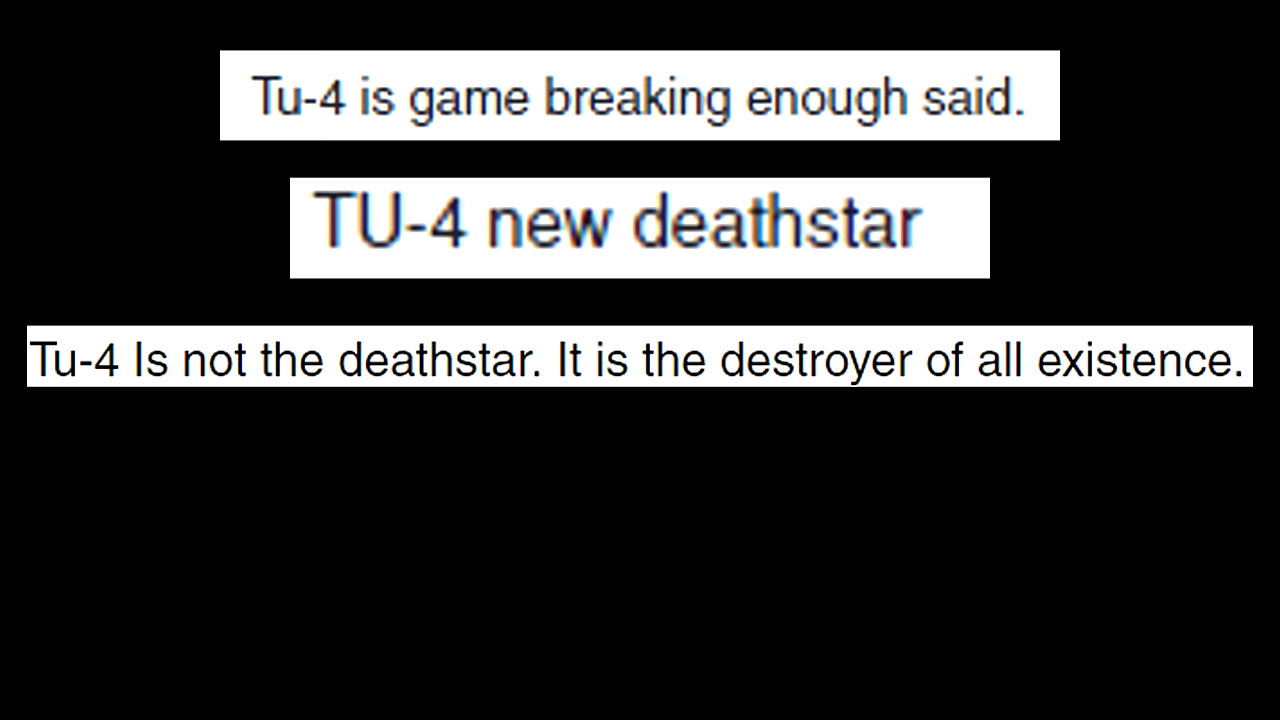 Tu-4 is game breaking enough said.
TU-4 new deathstar
Tu-4 Is not the deathstar. It is the destroyer of all existence.